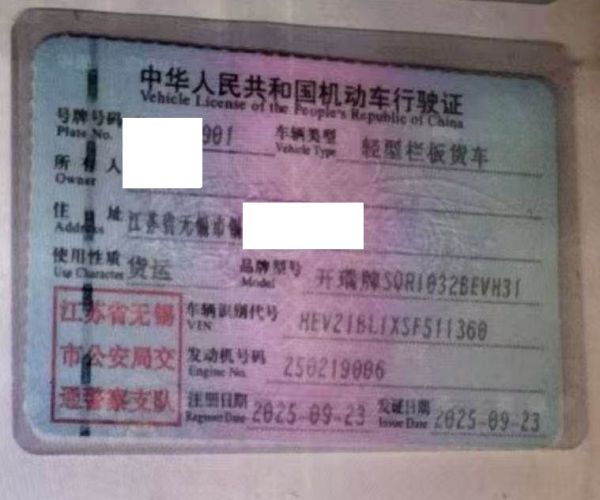 中华人民共和国机动车行驶证
Vehicle License of the People's Republic of China
号牌号码 901 车辆类型 轻型栏板货车
Plate No. Vehicle Type
所有人
Owner
住址 江苏省无锡市锡
Address
使用性质 货运 品牌型号 开瑞牌SQR1032BEVH31
Use Character Model
江苏省无锡
市公安局交
通警察支队
车辆识别代号 HEVZ1BL1XSF511360
VIN
发动机号码 250219006
Engine No.
注册日期 2025-09-23 发证日期 2025-09-23
Register Date Issue Date